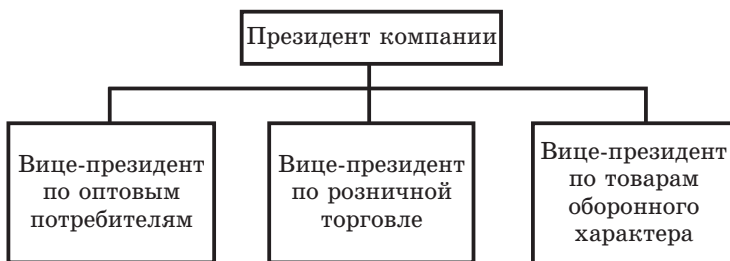 Президент компании
Вице-президент
по оптовым
потребителям
Вице-президент
по розничной
торговле
Вице-президент
по товарам
оборонного
характера